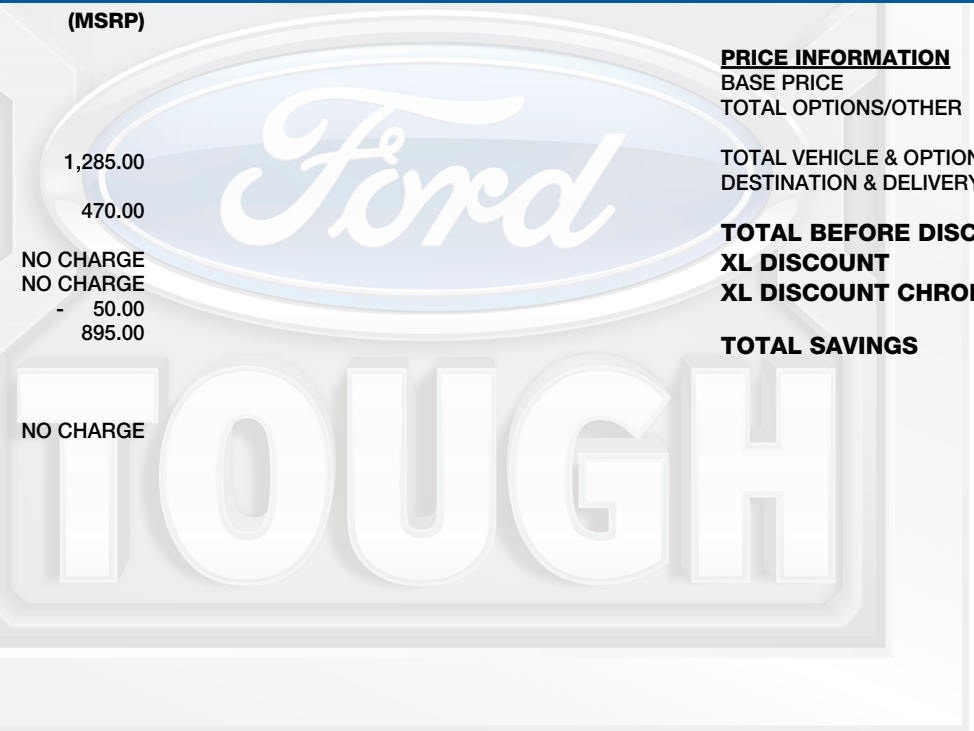 (MSRP)
1,285.00
470.00
NO CHARGE
NO CHARGE
- 50.00
895.00
NO CHARGE
PRICE INFORMATION
BASE PRICE
TOTAL OPTIONS/OTHER
TOTAL VEHICLE & OPTION
DESTINATION & DELIVERY
TOTAL BEFORE DISC
XL DISCOUNT
XL DISCOUNT CHRO
TOTAL SAVINGS
Ford
TOUGH